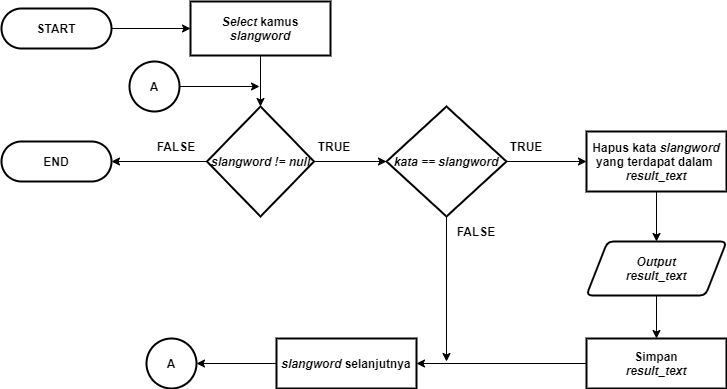 START
Select kamus
slangword
A
END
FALSE
slangword != null
TRUE
kata == slangword
TRUE
Hapus kata slangword
yang terdapat dalam
result_text
FALSE
Output
result_text
A
slangword selanjutnya
Simpan
result_text